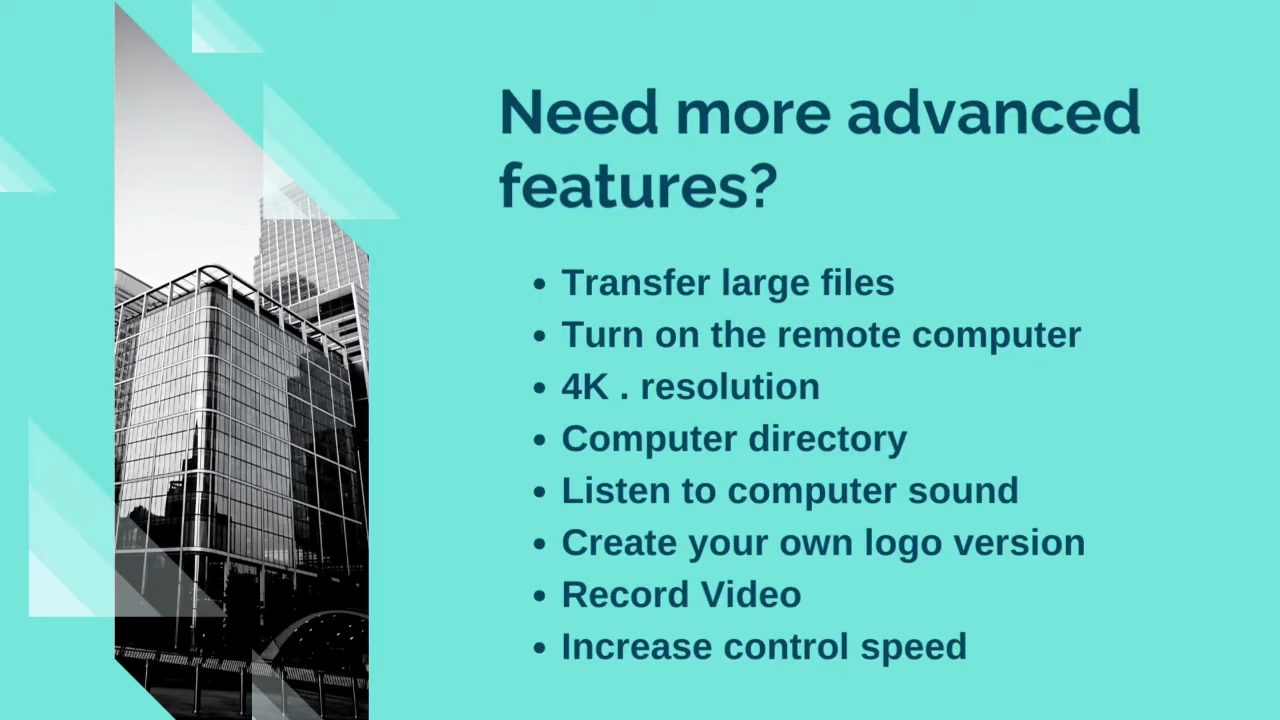 Need more advanced
features?
• Transfer large files
• Turn on the remote computer
• 4K . resolution
• Computer directory
• Listen to computer sound
• Create your own logo version
• Record Video
• Increase control speed